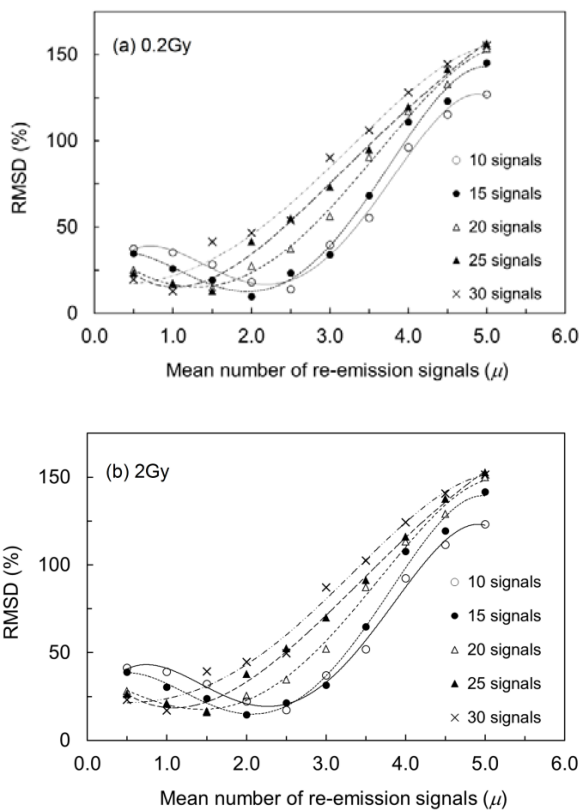 (a) 0.2Gy
RMSD (%)
150
100
50
0
10 signals
15 signals
20 signals
25 signals
30 signals
0.0 1.0 2.0 3.0 4.0 5.0 6.0
Mean number of re-emission signals (μ)
(b) 2Gy
RMSD (%)
150
100
50
0
10 signals
15 signals
20 signals
25 signals
30 signals
0.0 1.0 2.0 3.0 4.0 5.0 6.0
Mean number of re-emission signals (μ)